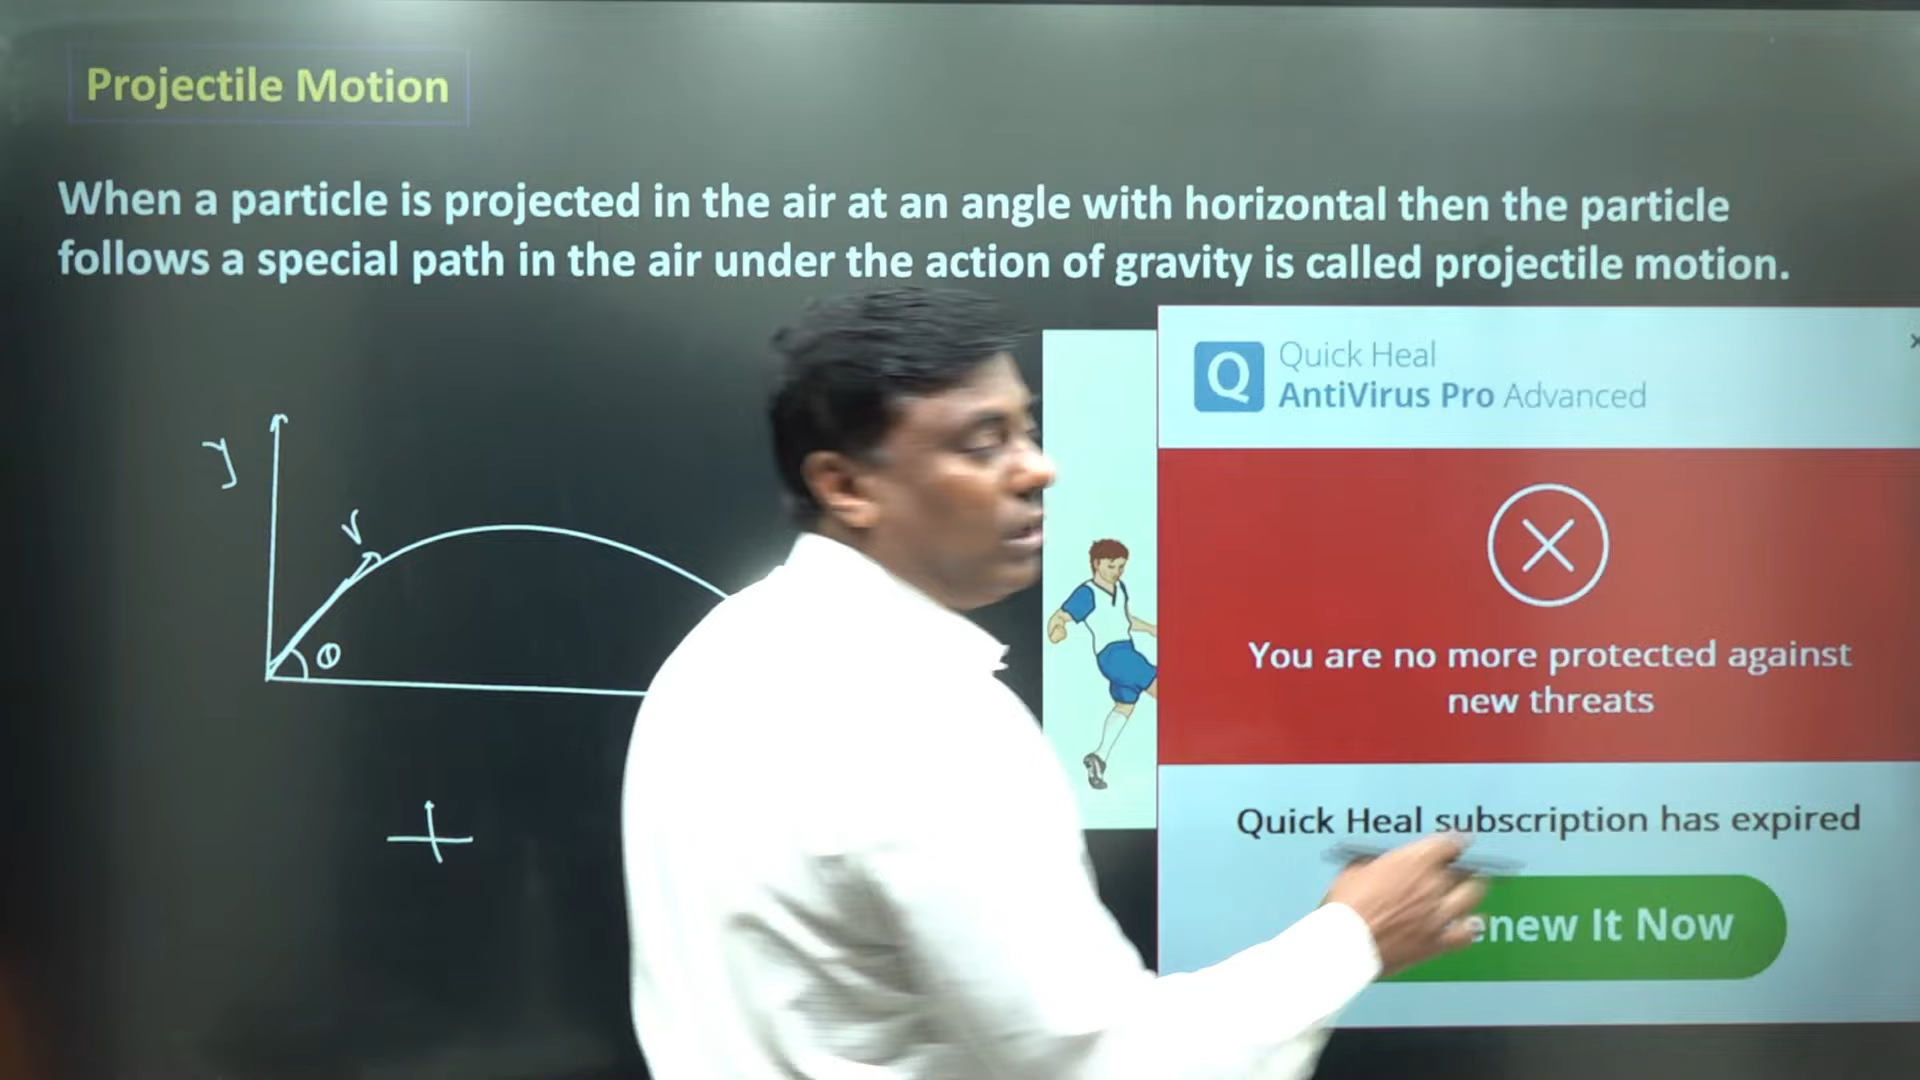 Projectile Motion
When a particle is projected in the air at an angle with horizontal then the particle
follows a special path in the air under the action of gravity is called projectile motion.
Q Quick Heal
AntiVirus Pro Advanced
You are no more protected against
new threats
Quick Heal subscription has expired
enew It Now
y
v
θ